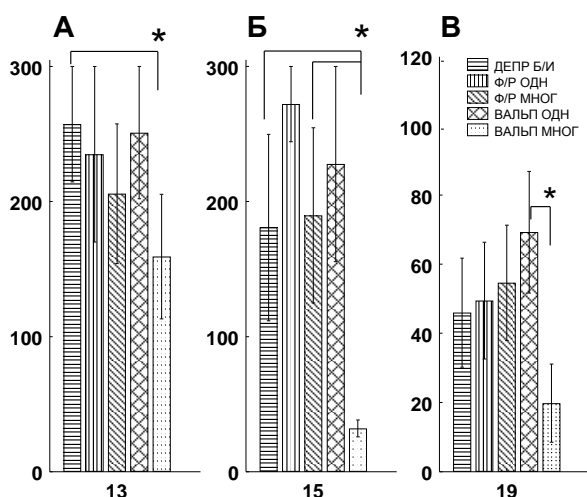 А
*
300
200
100
0
13
Б
*
300
200
100
0
15
В
120
100
80
60
40
20
0
ДЕПР Б/И
Ф/Р ОДН
Ф/Р МНОГ
ВАЛЬП ОДН
ВАЛЬП МНОГ
*
19